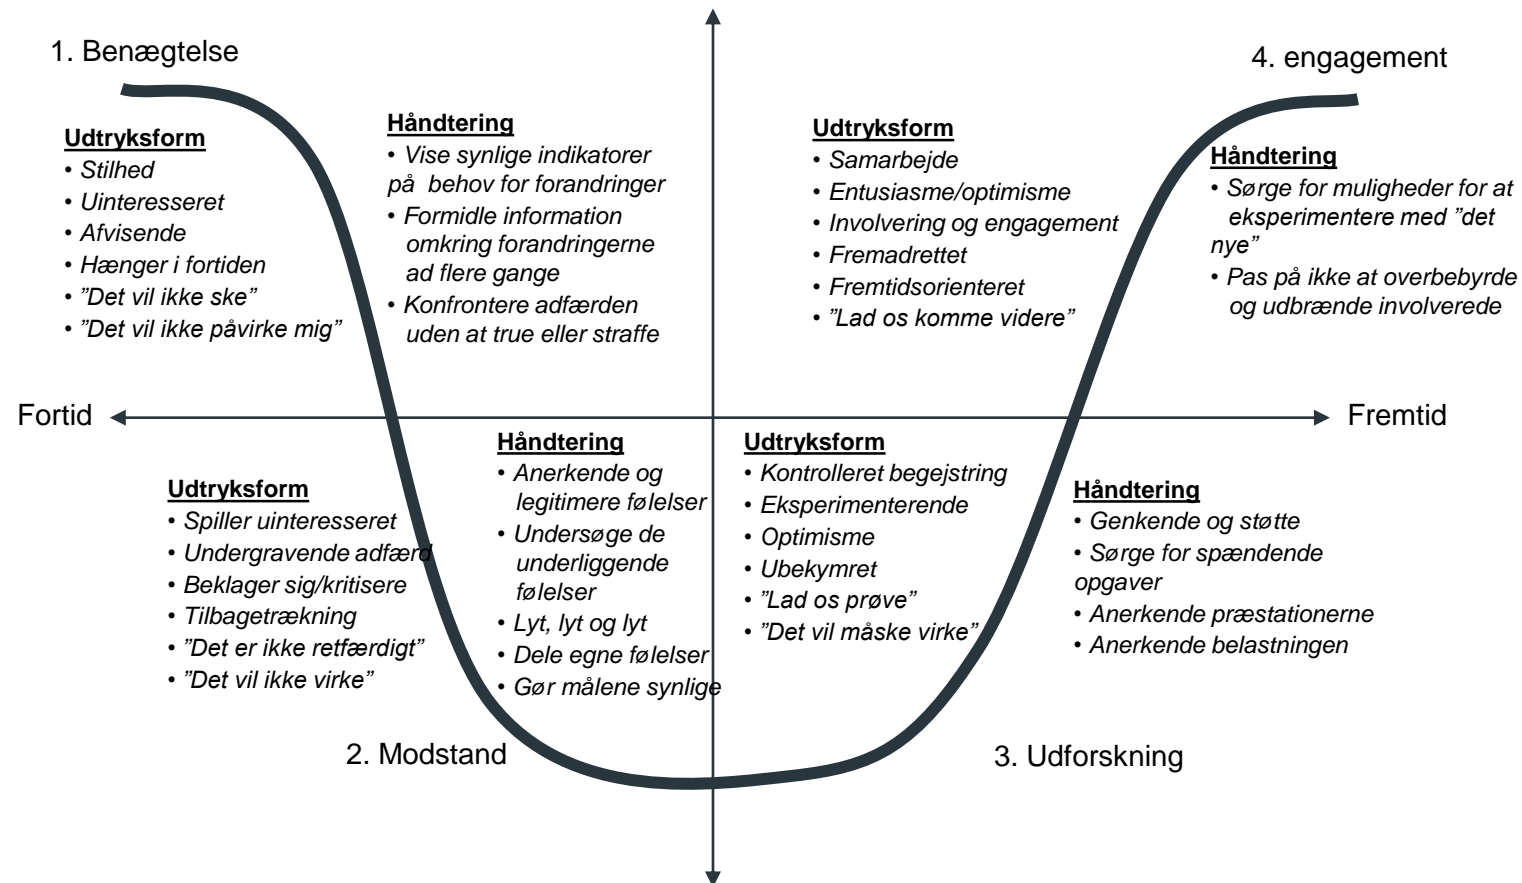 1. Benægtelse
4. engagement
Udtryksform
• Stilhed
• Uinteresseret
• Afvisende
• Hænger i fortiden
• ”Det vil ikke ske”
• ”Det vil ikke påvirke mig”
Håndtering
• Vise synlige indikatorer
på  behov for forandringer
• Formidle information
omkring forandringerne
ad flere gange
• Konfrontere adfærden
uden at true eller straffe
Udtryksform
• Samarbejde
• Entusiasme/optimisme
• Involvering og engagement
• Fremadrettet
• Fremtidsorienteret
• ”Lad os komme videre”
Håndtering
• Sørge for muligheder for at
eksperimentere med ”det
nye”
• Pas på ikke at overbebyrde
og udbrænde involverede
Fortid
Fremtid
Udtryksform
• Spiller uinteresseret
• Undergravende adfærd
• Beklager sig/kritisere
• Tilbagetrækning
• ”Det er ikke retfærdigt”
• ”Det vil ikke virke”
Håndtering
• Anerkende og
legitimere følelser
• Undersøge de
underliggende
følelser
• Lyt, lyt og lyt
• Dele egne følelser
• Gør målene synlige
Udtryksform
• Kontrolleret begejstring
• Eksperimenterende
• Optimisme
• Ubekymret
• ”Lad os prøve”
• ”Det vil måske virke”
Håndtering
• Genkende og støtte
• Sørge for spændende
opgaver
• Anerkende præstationerne
• Anerkende belastningen
2. Modstand
3. Udforskning